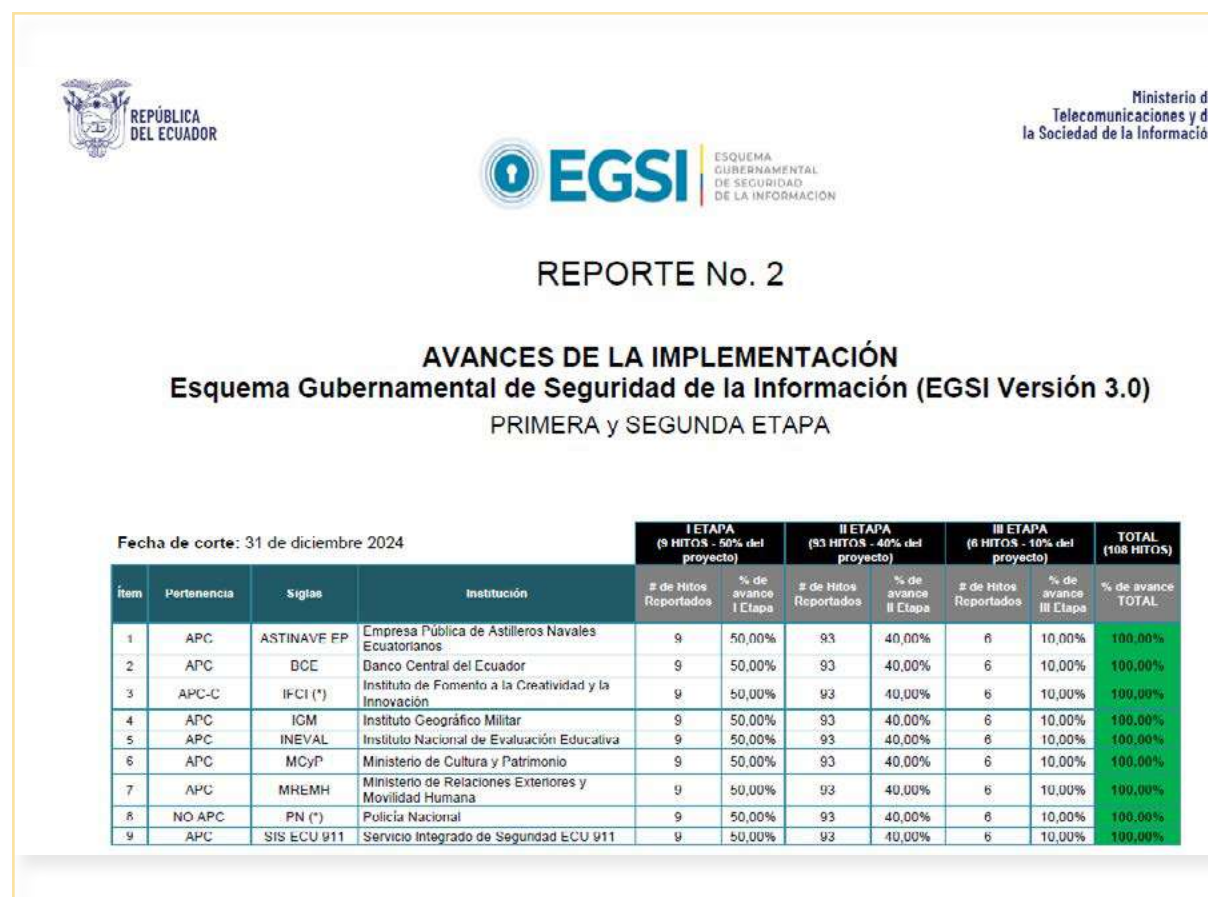 REPÚBLICA
DEL ECUADOR
Ministerio d
Telecomunicaciones y d
la Sociedad de la Informació
EGSI
ESQUEMA
GUBERNAMENTAL
DE SEGURIDAD
DE LA INFORMACIÓN
REPORTE No. 2
AVANCES DE LA IMPLEMENTACIÓN
Esquema Gubernamental de Seguridad de la Información (EGSI Versión 3.0)
PRIMERA y SEGUNDA ETAPA
Fecha de corte: 31 de diciembre 2024
I ETAPA (9 HITOS - 50% del proyecto) II ETAPA (93 HITOS - 40% del proyecto) III ETAPA (6 HITOS - 10% del proyecto) TOTAL (108 HITOS)
Ítem Pertenencia Siglas Institución # de Hitos Reportados % de avance I Etapa # de Hitos Reportados % de avance II Etapa # de Hitos Reportados % de avance III Etapa % de avance TOTAL
1 APC ASTINAVE EP Empresa Pública de Astilleros Navales Ecuatorianos 9 50,00% 93 40,00% 6 10,00% 100,00%
2 APC BCE Banco Central del Ecuador 9 50,00% 93 40,00% 6 10,00% 100,00%
3 APC-C IFCI (*) Instituto de Fomento a la Creatividad y la Innovación 9 50,00% 93 40,00% 6 10,00% 100,00%
4 APC IGM Instituto Geográfico Militar 9 50,00% 93 40,00% 6 10,00% 100,00%
5 APC INEVAL Instituto Nacional de Evaluación Educativa 9 50,00% 93 40,00% 6 10,00% 100,00%
6 APC MCyP Ministerio de Cultura y Patrimonio 9 50,00% 93 40,00% 6 10,00% 100,00%
7 APC MREMH Ministerio de Relaciones Exteriores y Movilidad Humana 9 50,00% 93 40,00% 6 10,00% 100,00%
8 NO APC PN (*) Policía Nacional 9 50,00% 93 40,00% 6 10,00% 100,00%
9 APC SIS ECU 911 Servicio Integrado de Seguridad ECU 911 9 50,00% 93 40,00% 6 10,00% 100,00%